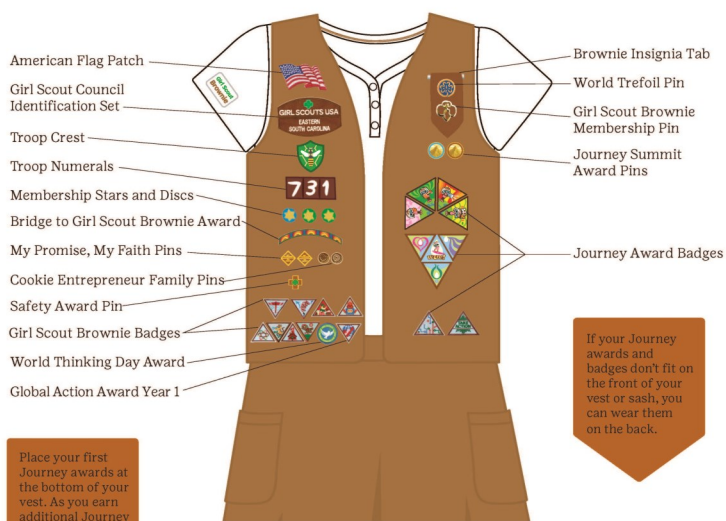 American Flag Patch
Girl Scout Council
Identification Set
Troop Crest
Troop Numerals
Membership Stars and Discs
Bridge to Girl Scout Brownie Award
My Promise, My Faith Pins
Cookie Entrepreneur Family Pins
Safety Award Pin
Girl Scout Brownie Badges
World Thinking Day Award
Global Action Award Year 1
Girl Scout
Brownie
GIRL SCOUTS USA
EASTERN
SOUTH CAROLINA
731
Brownie Insignia Tab
World Trefoil Pin
Girl Scout Brownie
Membership Pin
Journey Summit
Award Pins
Journey Award Badges
If your Journey
awards and
badges don't fit on
the front of your
vest or sash, you
can wear them
on the back.
Place your first
Journey awards at
the bottom of your
vest. As you earn
additional Journey